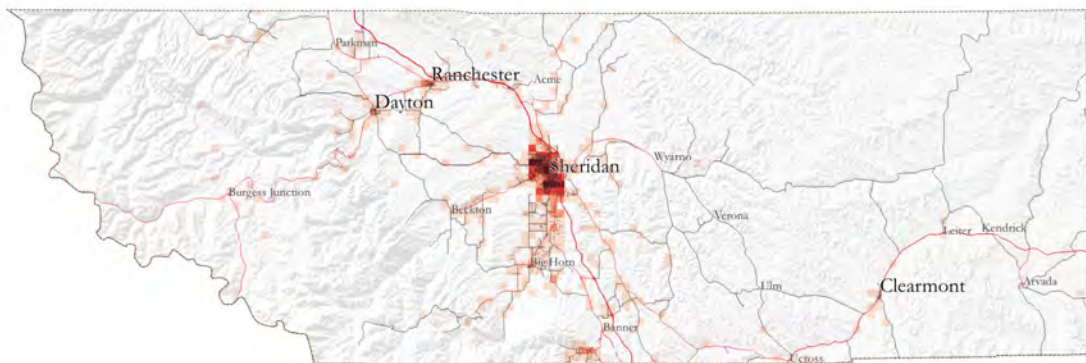 Parkman
Ranchester
Acme
Dayton
Sheridan
Wyarno
Burgess Junction
Beckton
Verona
Leiter
Kendrick
Big Horn
Ulm
Clearmont
Arvada
Banner
Ucross